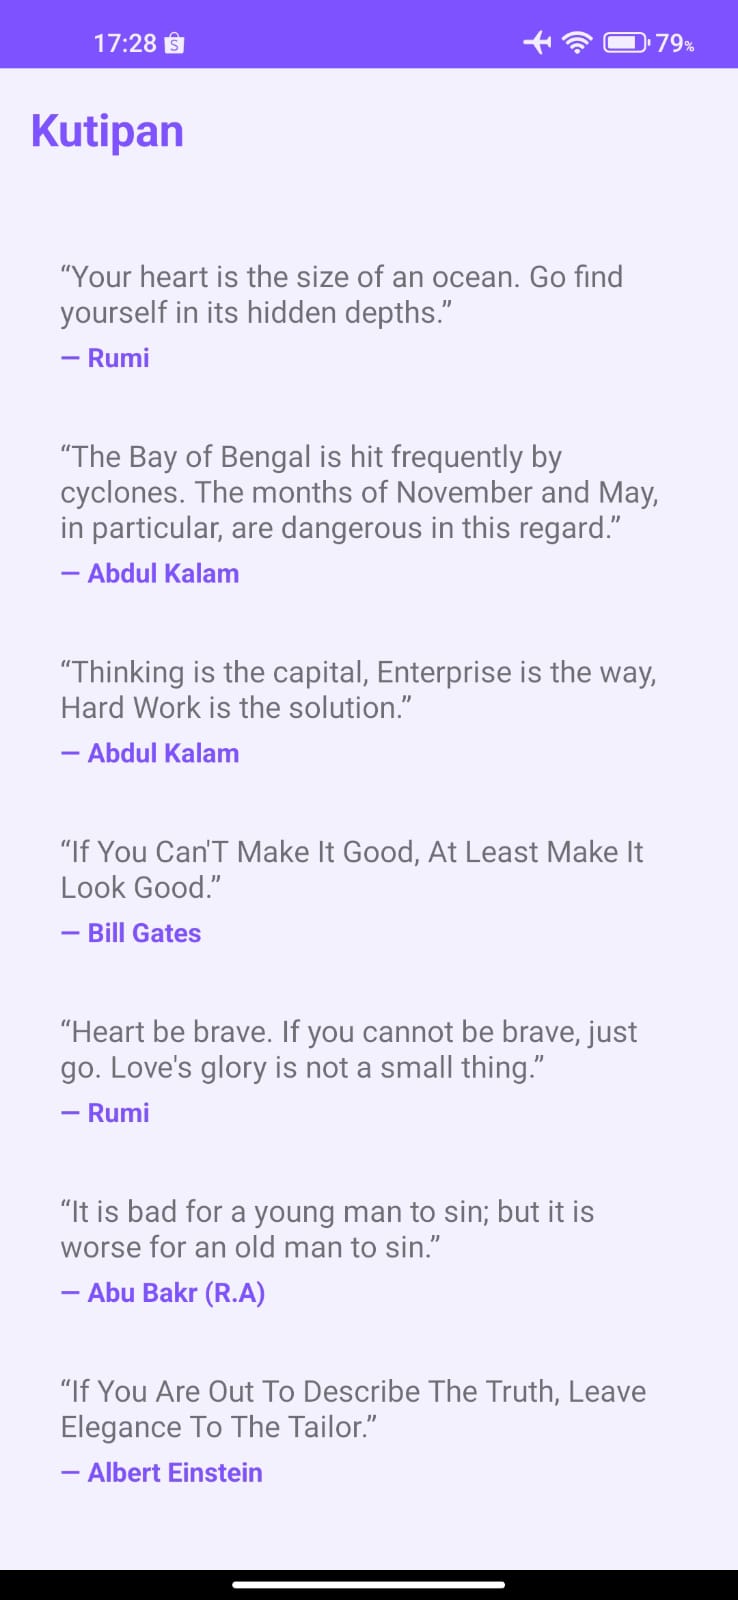 17:28 79%
Kutipan
“Your heart is the size of an ocean. Go find
yourself in its hidden depths.”
— Rumi
“The Bay of Bengal is hit frequently by
cyclones. The months of November and May,
in particular, are dangerous in this regard.”
— Abdul Kalam
“Thinking is the capital, Enterprise is the way,
Hard Work is the solution.”
— Abdul Kalam
“If You Can'T Make It Good, At Least Make It
Look Good.”
— Bill Gates
“Heart be brave. If you cannot be brave, just
go. Love's glory is not a small thing.”
— Rumi
“It is bad for a young man to sin; but it is
worse for an old man to sin.”
— Abu Bakr (R.A)
“If You Are Out To Describe The Truth, Leave
Elegance To The Tailor.”
— Albert Einstein